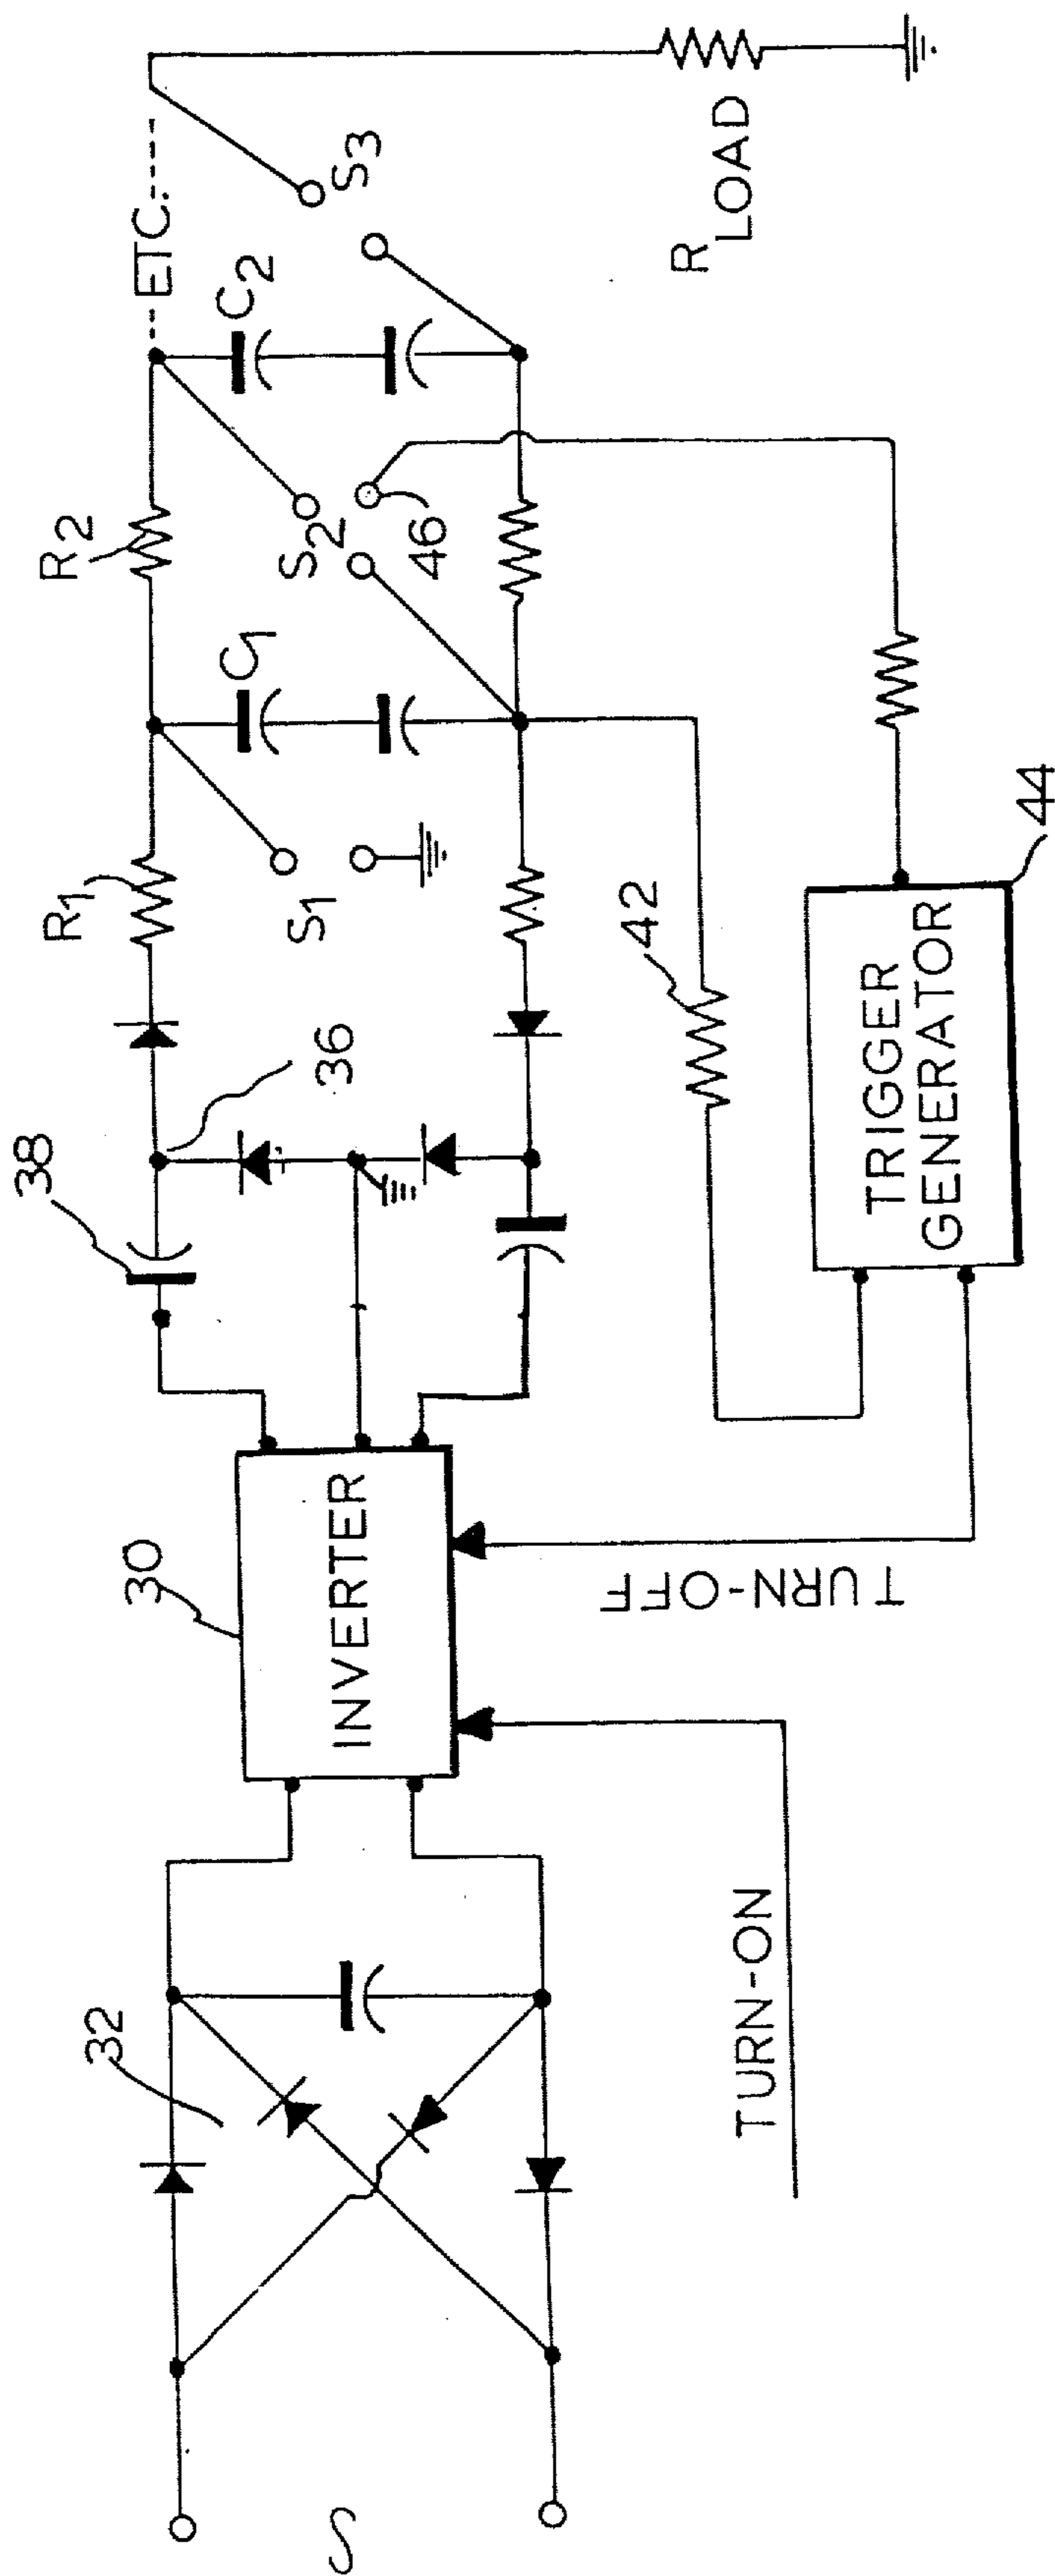 32
30
INVERTER
TURN-ON
TURN-OFF
38
36
R1
S1
C1
R2
S2
46
C2
ETC.
S3
R LOAD
42
44
TRIGGER
GENERATOR